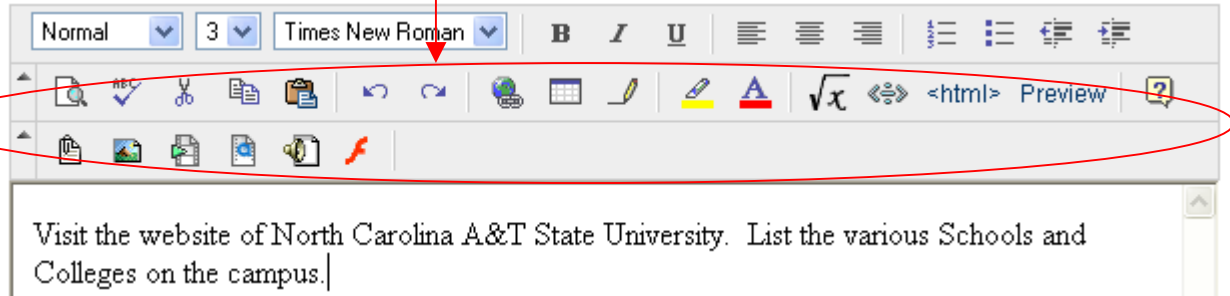 Normal 3 Times New Roman B I U
ABC √x <html> Preview ?
Visit the website of North Carolina A&T State University.  List the various Schools and
Colleges on the campus.